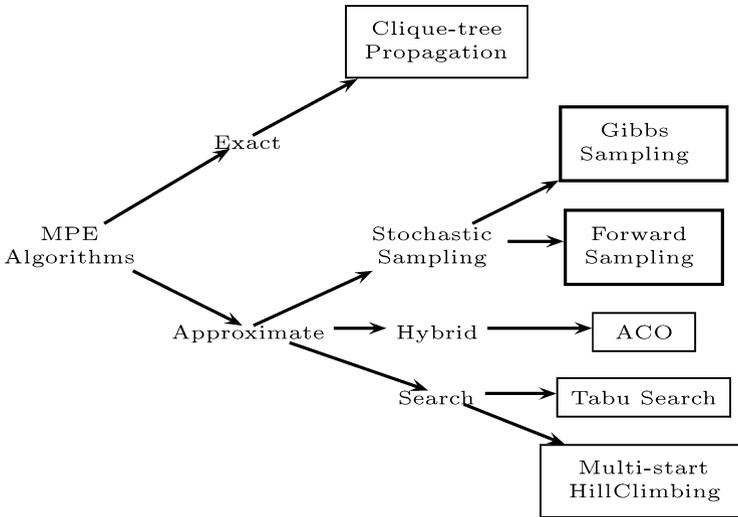 Clique-tree
Propagation
Exact
Gibbs
Sampling
MPE
Algorithms
Stochastic
Sampling
Forward
Sampling
Approximate
Hybrid
ACO
Search
Tabu Search
Multi-start
HillClimbing